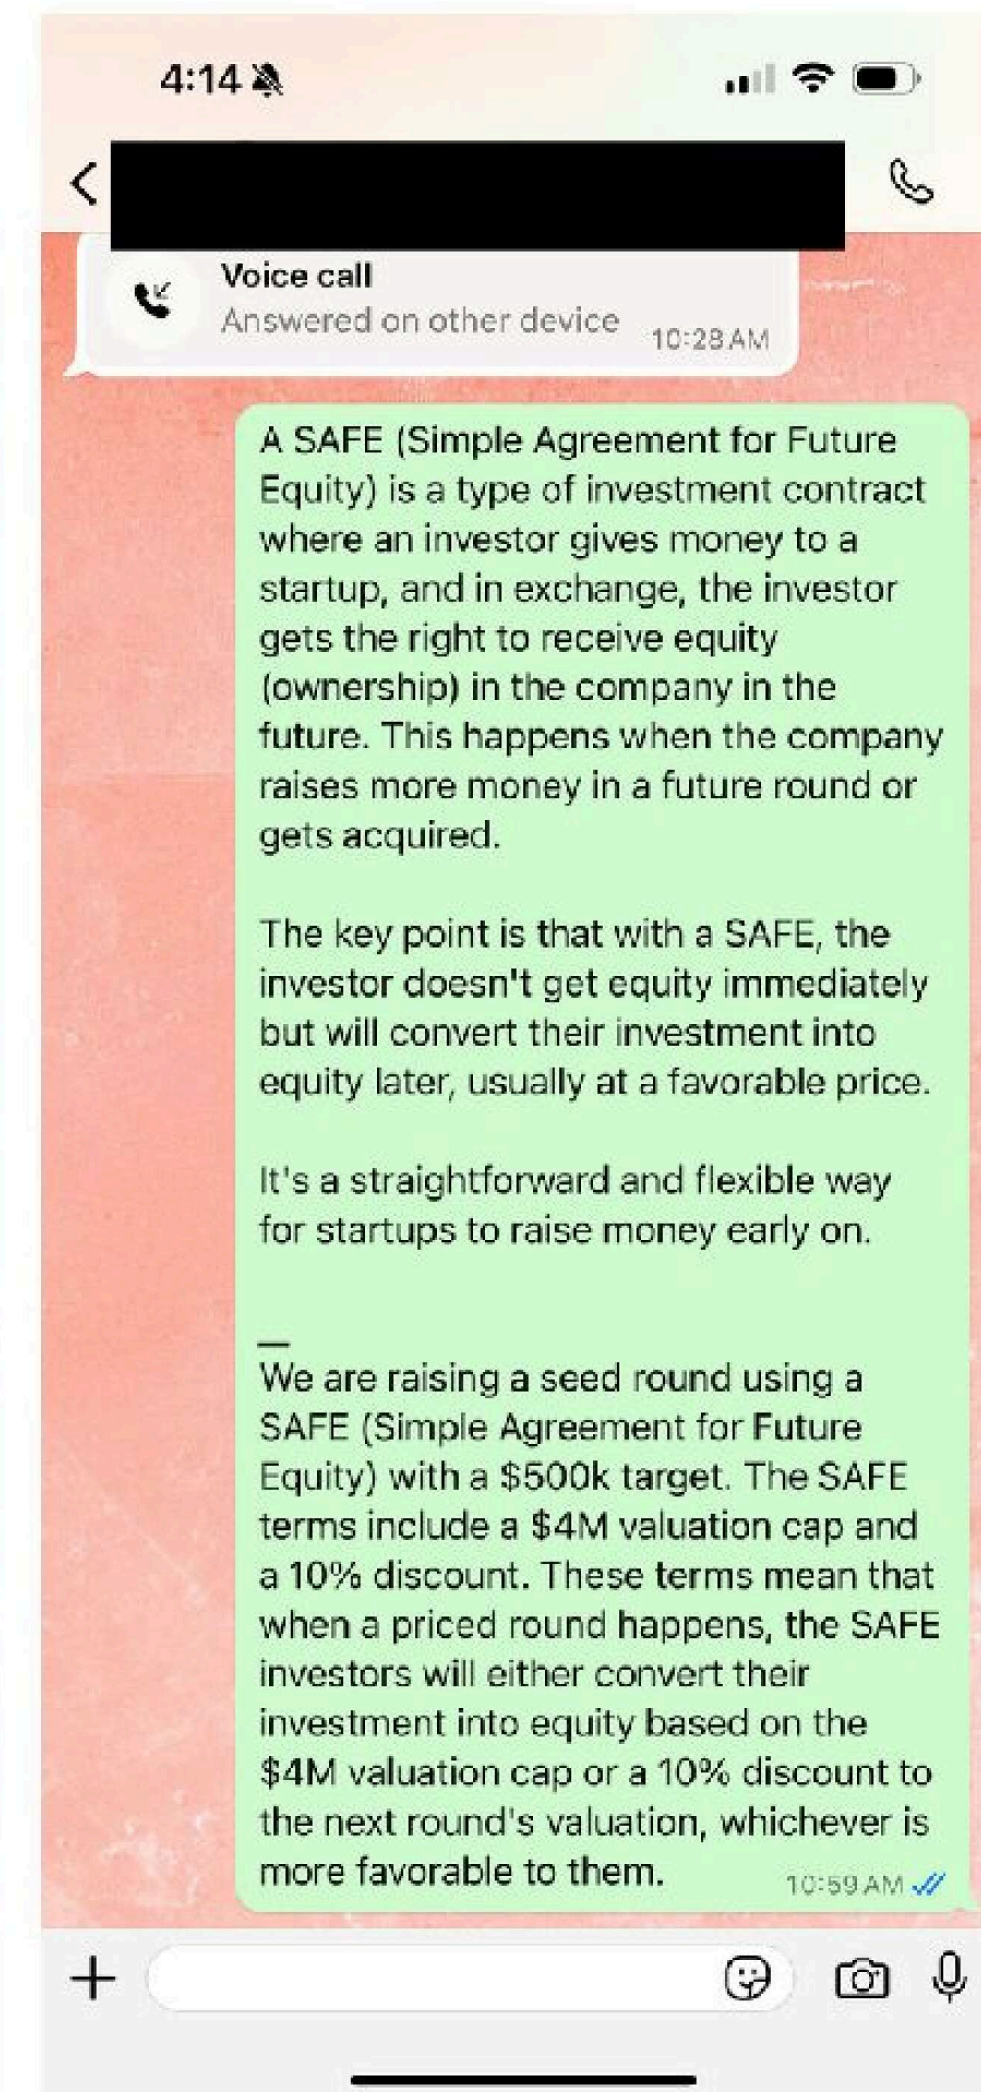 4:14
Voice call
Answered on other device
10:28 AM
A SAFE (Simple Agreement for Future
Equity) is a type of investment contract
where an investor gives money to a
startup, and in exchange, the investor
gets the right to receive equity
(ownership) in the company in the
future. This happens when the company
raises more money in a future round or
gets acquired.
The key point is that with a SAFE, the
investor doesn't get equity immediately
but will convert their investment into
equity later, usually at a favorable price.
It's a straightforward and flexible way
for startups to raise money early on.
—
We are raising a seed round using a
SAFE (Simple Agreement for Future
Equity) with a $500k target. The SAFE
terms include a $4M valuation cap and
a 10% discount. These terms mean that
when a priced round happens, the SAFE
investors will either convert their
investment into equity based on the
$4M valuation cap or a 10% discount to
the next round's valuation, whichever is
more favorable to them.
10:59 AM